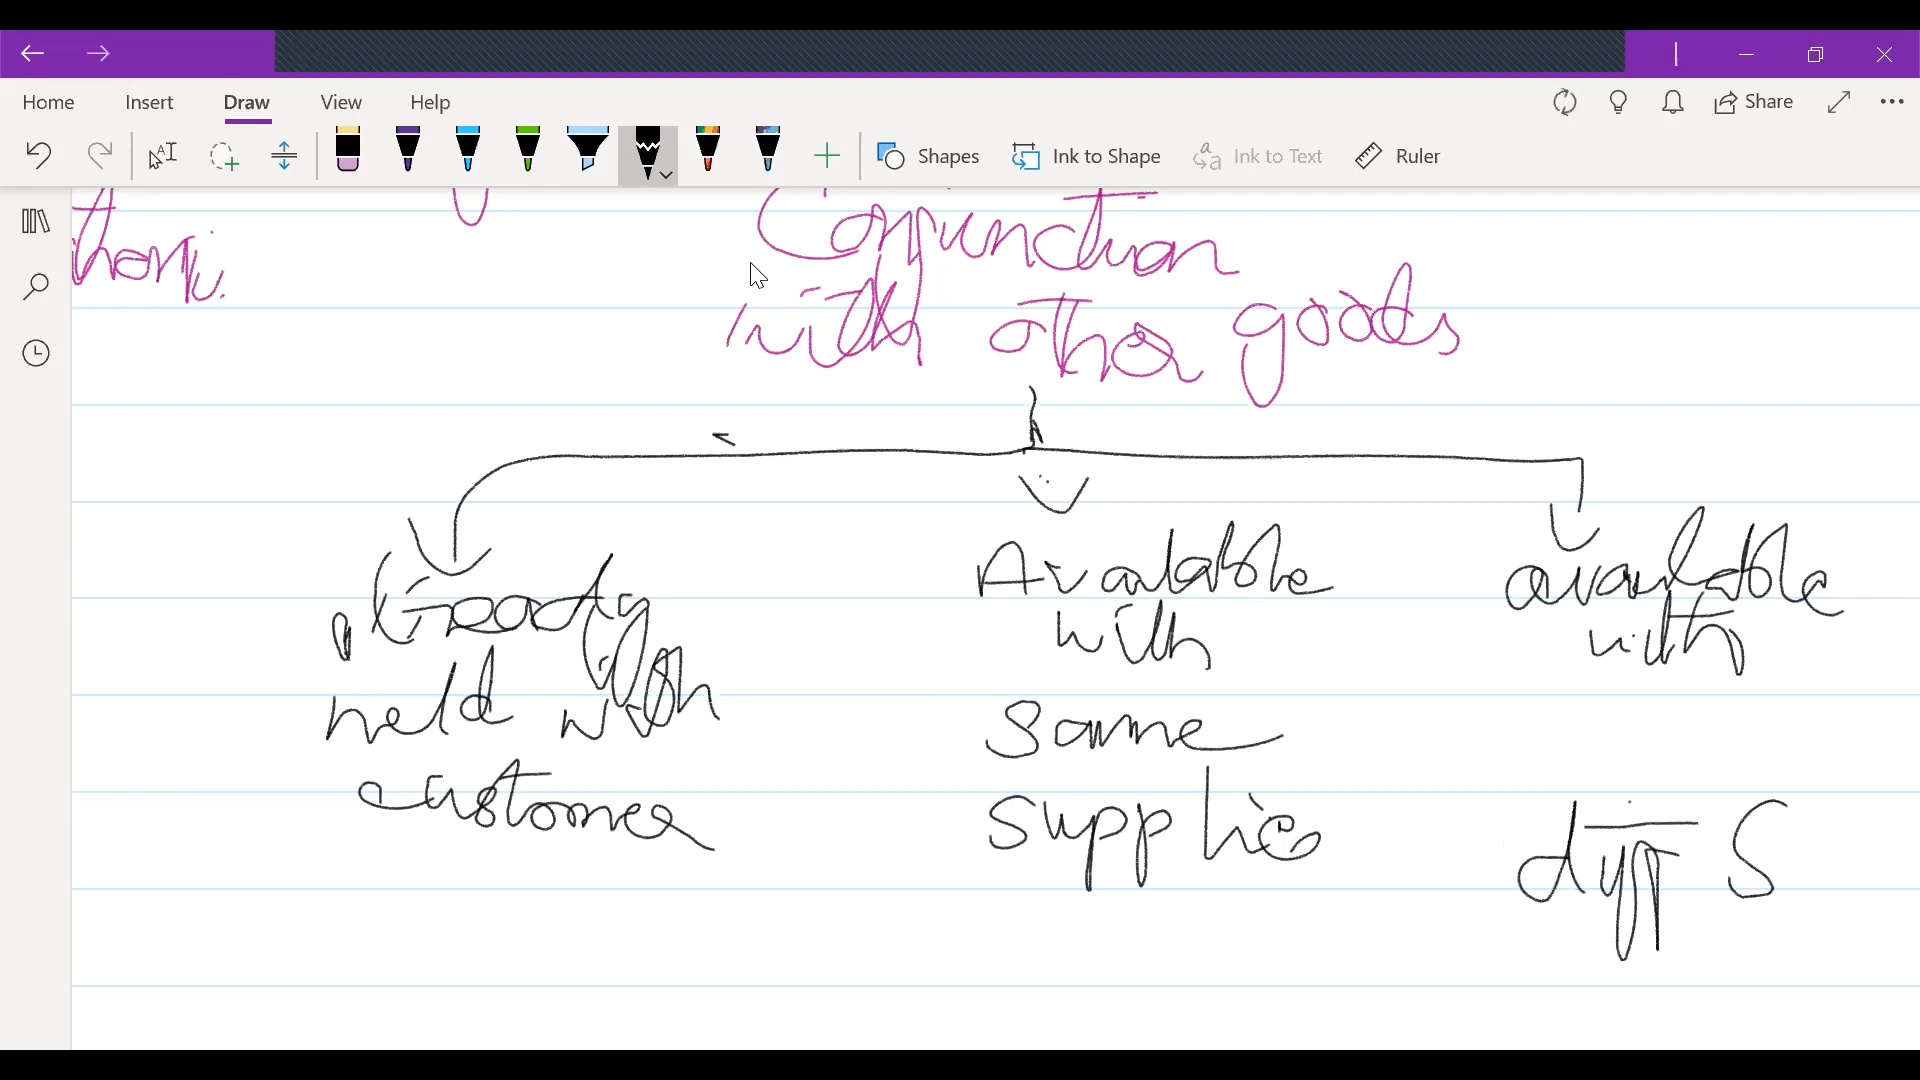 Home Insert Draw View Help
Share
Shapes Ink to Shape Ink to Text Ruler
Conjunction
with other goods
already
held with
customer
Available
with
same
supplier
available
with
diff S